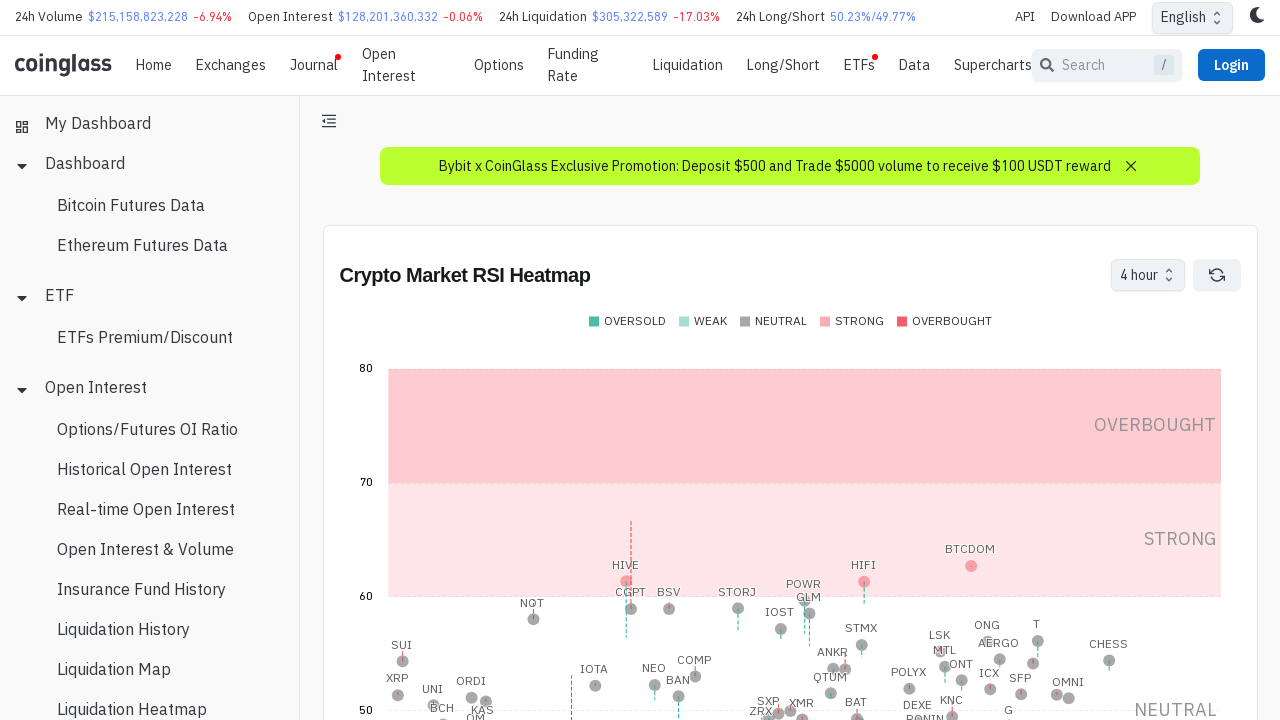 24h Volume $215,158,823,228 -6.94% Open Interest $128,201,360,332 -0.06% 24h Liquidation $305,322,589 -17.03% 24h Long/Short 50.23%/49.77% API Download APP English
coinglass Home Exchanges Journal Open Interest Options Funding Rate Liquidation Long/Short ETFs Data Supercharts Search / Login
My Dashboard
Dashboard
Bitcoin Futures Data
Ethereum Futures Data
ETF
ETFs Premium/Discount
Open Interest
Options/Futures OI Ratio
Historical Open Interest
Real-time Open Interest
Open Interest & Volume
Insurance Fund History
Liquidation History
Liquidation Map
Liquidation Heatmap
Bybit x CoinGlass Exclusive Promotion: Deposit $500 and Trade $5000 volume to receive $100 USDT reward
Crypto Market RSI Heatmap
4 hour
OVERSOLD WEAK NEUTRAL STRONG OVERBOUGHT
80
OVERBOUGHT
70
STRONG
BTCDOM
HIVE HIFI
POWR
CGPT BSV STORJ
GLM
60
NOT
IOST
STMX ONG T
LSK
SUI AERGO CHESS
MTL
ANKR
COMP
ONT
IOTA NEO POLYX ICX
XRP QTUM SFP
ORDI BAN OMNI
UNI
SXP XMR BAT KNC
BCH KAS ZRX DEXE G
50 NEUTRAL
OM RONIN